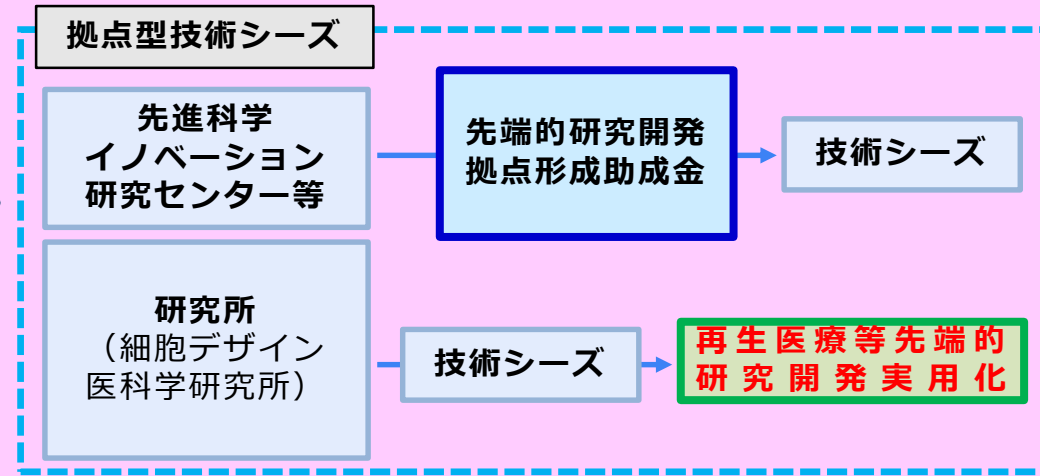 拠点型技術シーズ
先進科学
イノベーション
研究センター等
先端的研究開発
拠点形成助成金
技術シーズ
研究所
（細胞デザイン
医科学研究所）
技術シーズ
再生医療等先端的
研究開発実用化